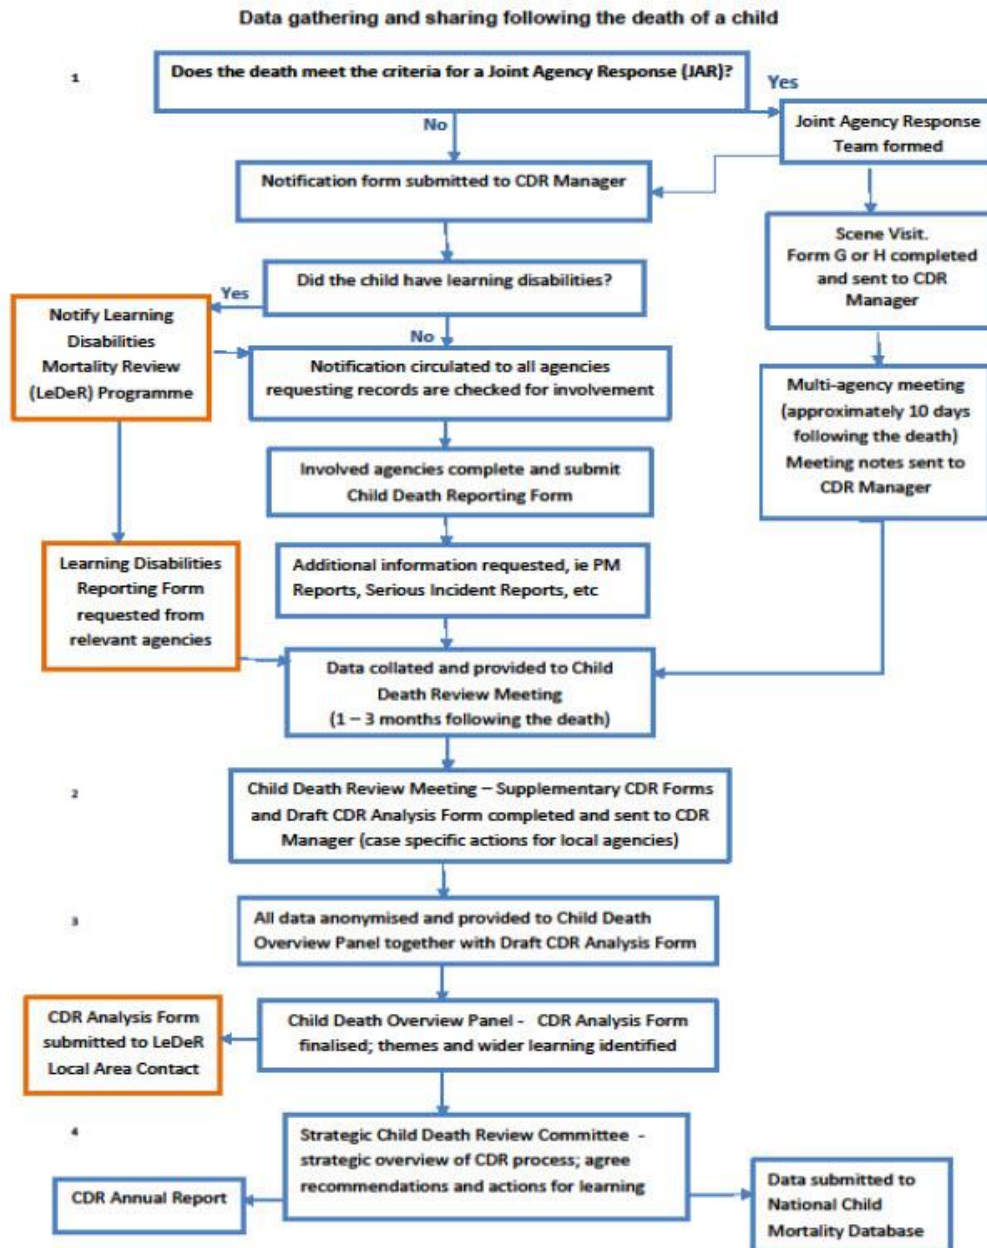 Data gathering and sharing following the death of a child
1
Does the death meet the criteria for a Joint Agency Response (JAR)?
Yes
No
Joint Agency Response
Team formed
Notification form submitted to CDR Manager
Scene Visit.
Form G or H completed
and sent to CDR
Manager
Did the child have learning disabilities?
Yes
No
Notify Learning
Disabilities
Mortality Review
(LeDeR) Programme
Notification circulated to all agencies
requesting records are checked for involvement
Multi-agency meeting
(approximately 10 days
following the death)
Meeting notes sent to
CDR Manager
Involved agencies complete and submit
Child Death Reporting Form
Learning Disabilities
Reporting Form
requested from
relevant agencies
Additional information requested, ie PM
Reports, Serious Incident Reports, etc
Data collated and provided to Child
Death Review Meeting
(1 – 3 months following the death)
2
Child Death Review Meeting – Supplementary CDR Forms
and Draft CDR Analysis Form completed and sent to CDR
Manager (case specific actions for local agencies)
3
All data anonymised and provided to Child Death
Overview Panel together with Draft CDR Analysis Form
CDR Analysis Form
submitted to LeDeR
Local Area Contact
Child Death Overview Panel - CDR Analysis Form
finalised; themes and wider learning identified
4
Strategic Child Death Review Committee -
strategic overview of CDR process; agree
recommendations and actions for learning
CDR Annual Report
Data submitted to
National Child
Mortality Database